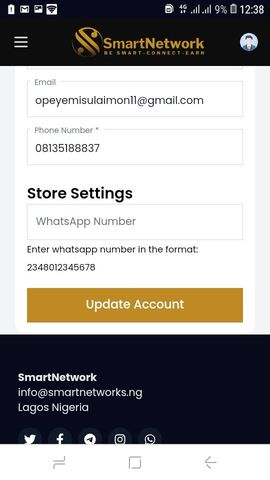 4G
9%
12:38
SmartNetwork
BE SMART-CONNECT-EARN
Email
opeyemisulaimon11@gmail.com
Phone Number *
08135188837
Store Settings
WhatsApp Number
Enter whatsapp number in the format:
2348012345678
Update Account
SmartNetwork
info@smartnetworks.ng
Lagos Nigeria